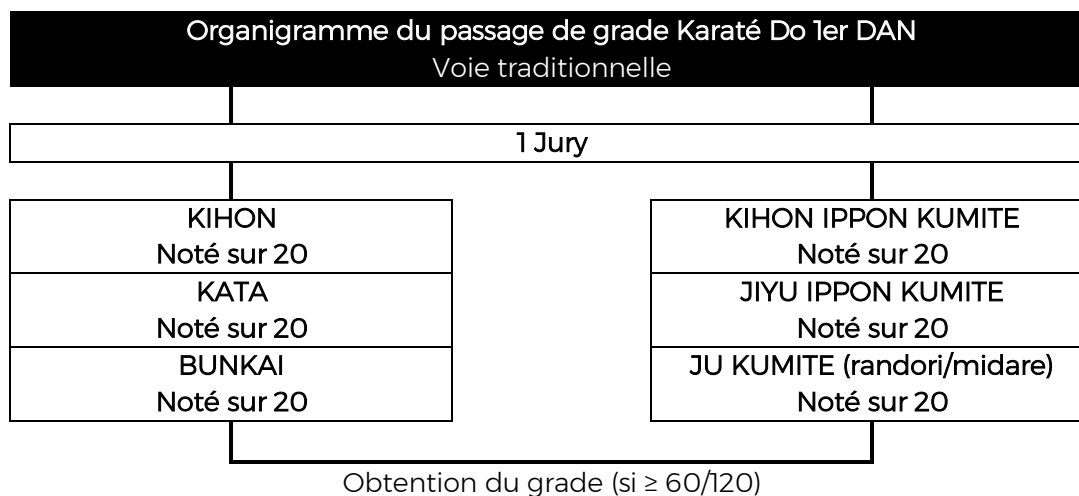 Organigramme du passage de grade Karaté Do 1er DAN
Voie traditionnelle
1 Jury
KIHON
Noté sur 20
KATA
Noté sur 20
BUNKAI
Noté sur 20
KIHON IPPON KUMITE
Noté sur 20
JIYU IPPON KUMITE
Noté sur 20
JU KUMITE (randori/midare)
Noté sur 20
Obtention du grade (si ≥ 60/120)